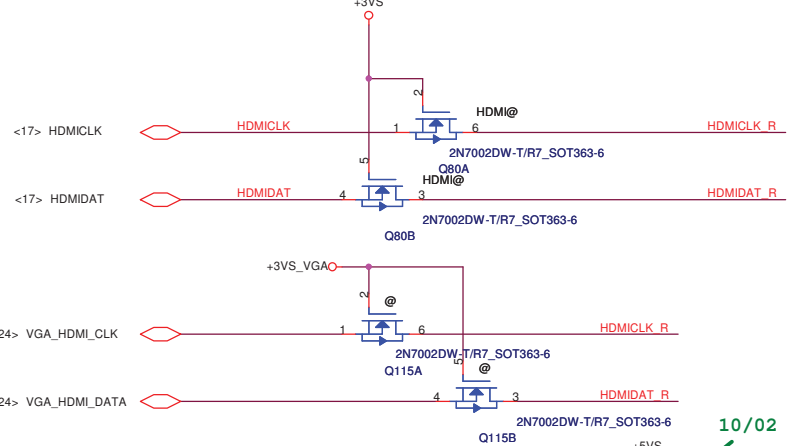 +3VS
2
HDMI@
<17> HDMICLK
HDMICLK
1
6
HDMICLK_R
2N7002DW-T/R7_SOT363-6
Q80A
5
HDMI@
<17> HDMIDAT
HDMIDAT
4
3
HDMIDAT_R
2N7002DW-T/R7_SOT363-6
Q80B
+3VS_VGA
2
@
24> VGA_HDMI_CLK
1
6
HDMICLK_R
2N7002DW-T/R7_SOT363-6
Q115A
5
@
24> VGA_HDMI_DATA
4
3
HDMIDAT_R
2N7002DW-T/R7_SOT363-6
Q115B
10/02
+5VS